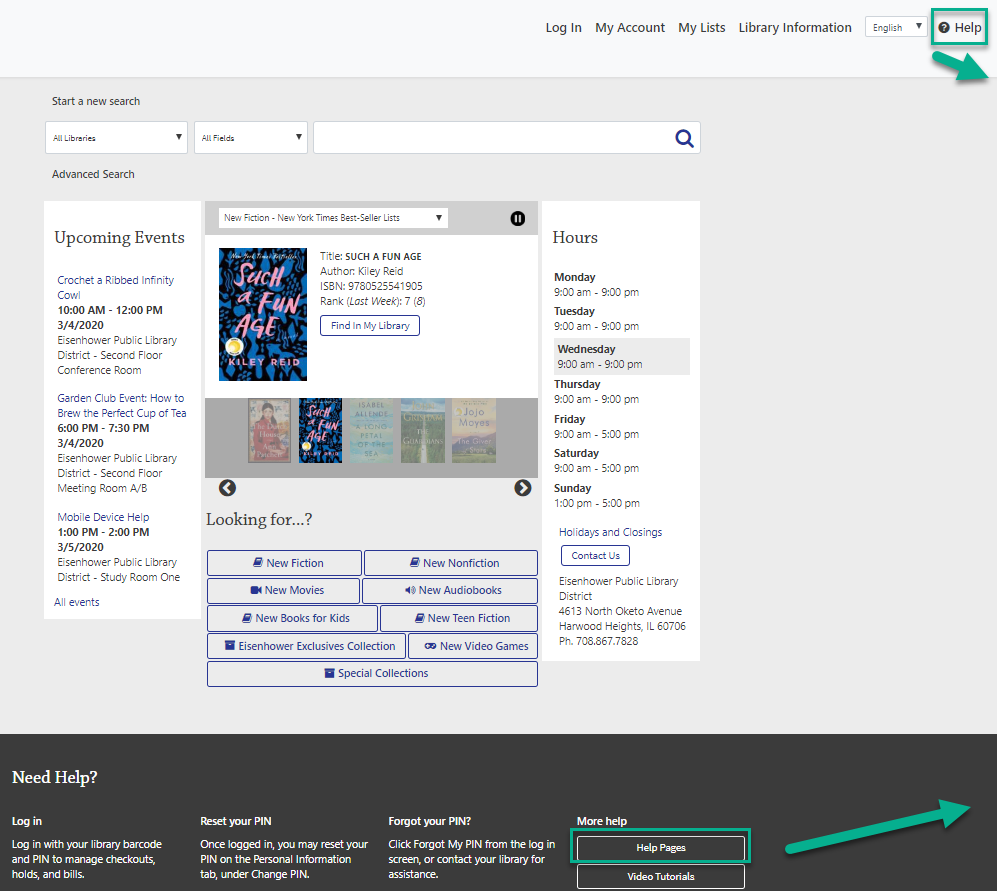 Log In My Account My Lists Library Information English Help
Start a new search
All Libraries All Fields
Advanced Search
Upcoming Events
Crochet a Ribbed Infinity
Cowl
10:00 AM - 12:00 PM
3/4/2020
Eisenhower Public Library
District - Second Floor
Conference Room
Garden Club Event: How to
Brew the Perfect Cup of Tea
6:00 PM - 7:30 PM
3/4/2020
Eisenhower Public Library
District - Second Floor
Meeting Room A/B
Mobile Device Help
1:00 PM - 2:00 PM
3/5/2020
Eisenhower Public Library
District - Study Room One
All events
New Fiction - New York Times Best-Seller Lists
New York Times Bestseller
SUCH
A FUN
AGE
KILEY REID
Title: SUCH A FUN AGE
Author: Kiley Reid
ISBN: 9780525541905
Rank (Last Week): 7 (8)
Find In My Library
The Dutch
House
Ann
Patchett
SUCH
A FUN
AGE
KILEY REID
ISABEL
ALLENDE
A LONG
PETAL
OF THE
SEA
GRISHAM
THE
GUARDIANS
JoJo
Moyes
The Giver
Looking for...?
New Fiction New Nonfiction
New Movies New Audiobooks
New Books for Kids New Teen Fiction
Eisenhower Exclusives Collection New Video Games
Special Collections
Hours
Monday
9:00 am - 9:00 pm
Tuesday
9:00 am - 9:00 pm
Wednesday
9:00 am - 9:00 pm
Thursday
9:00 am - 9:00 pm
Friday
9:00 am - 5:00 pm
Saturday
9:00 am - 5:00 pm
Sunday
1:00 pm - 5:00 pm
Holidays and Closings
Contact Us
Eisenhower Public Library
District
4613 North Oketo Avenue
Harwood Heights, IL 60706
Ph. 708.867.7828
Need Help?
Log in
Log in with your library barcode
and PIN to manage checkouts,
holds, and bills.
Reset your PIN
Once logged in, you may reset your
PIN on the Personal Information
tab, under Change PIN.
Forgot your PIN?
Click Forgot My PIN from the log in
screen, or contact your library for
assistance.
More help
Help Pages
Video Tutorials